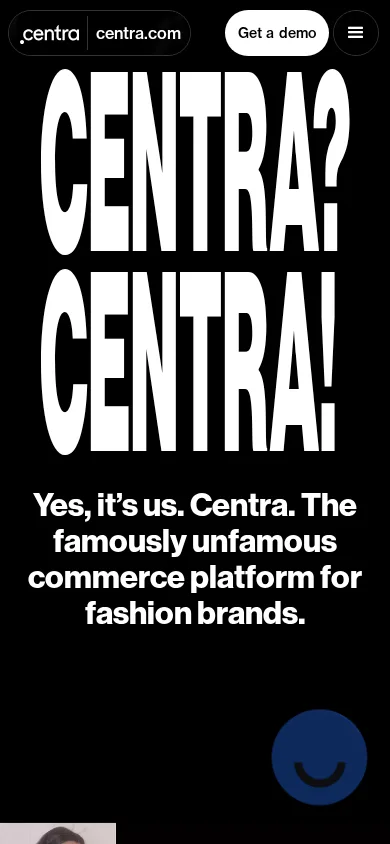 centra
centra.com
Get a demo
CENTRA?
CENTRA!
Yes, it’s us. Centra. The
famously unfamous
commerce platform for
fashion brands.